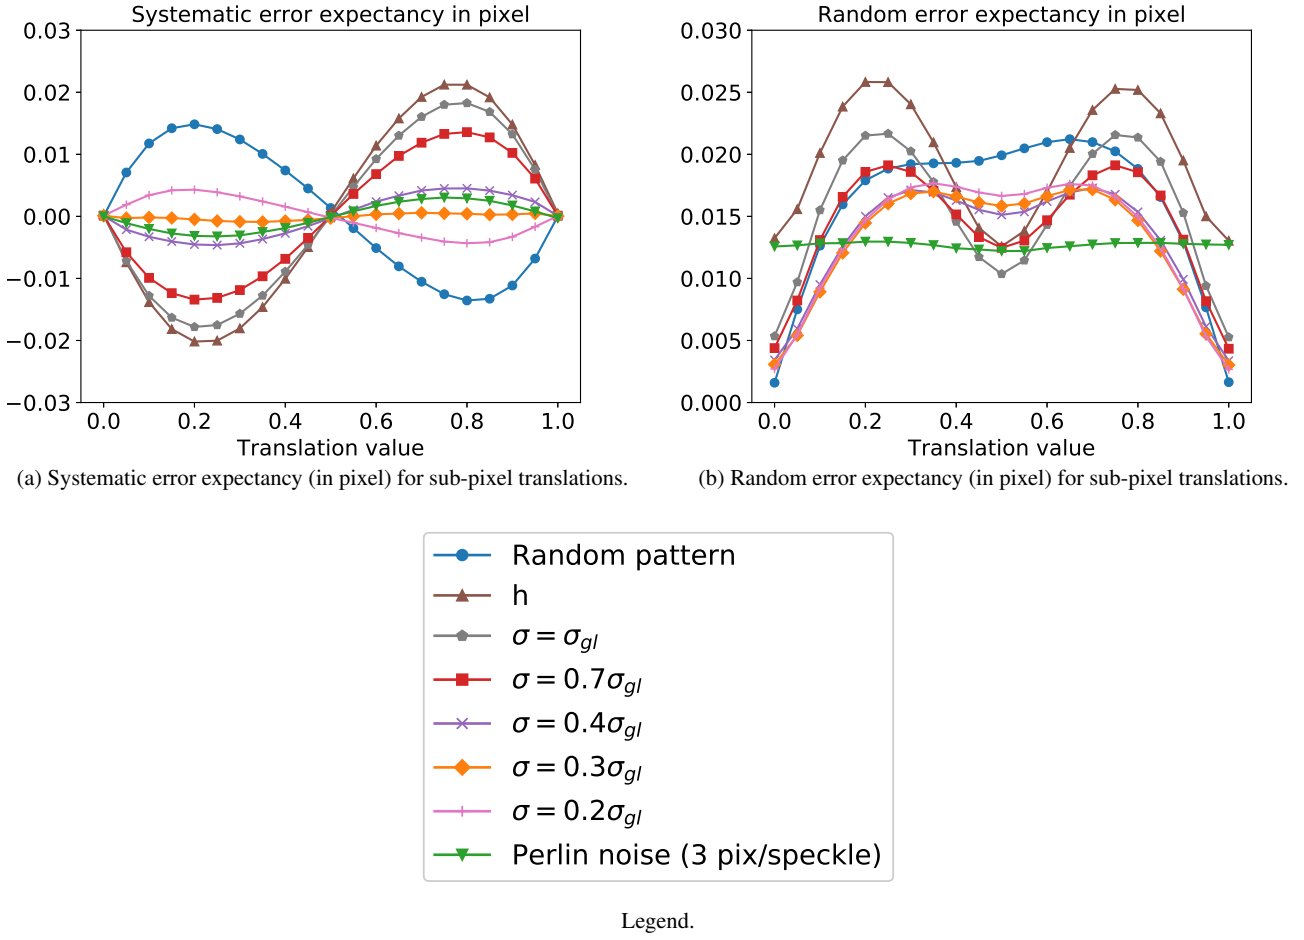 Systematic error expectancy in pixel
0.03
0.02
0.01
0.00
−0.01
−0.02
−0.03
0.0 0.2 0.4 0.6 0.8 1.0
Translation value
(a) Systematic error expectancy (in pixel) for sub-pixel translations.
Random error expectancy in pixel
0.030
0.025
0.020
0.015
0.010
0.005
0.000
0.0 0.2 0.4 0.6 0.8 1.0
Translation value
(b) Random error expectancy (in pixel) for sub-pixel translations.
Random pattern
h
σ = σgl
σ = 0.7σgl
σ = 0.4σgl
σ = 0.3σgl
σ = 0.2σgl
Perlin noise (3 pix/speckle)
Legend.